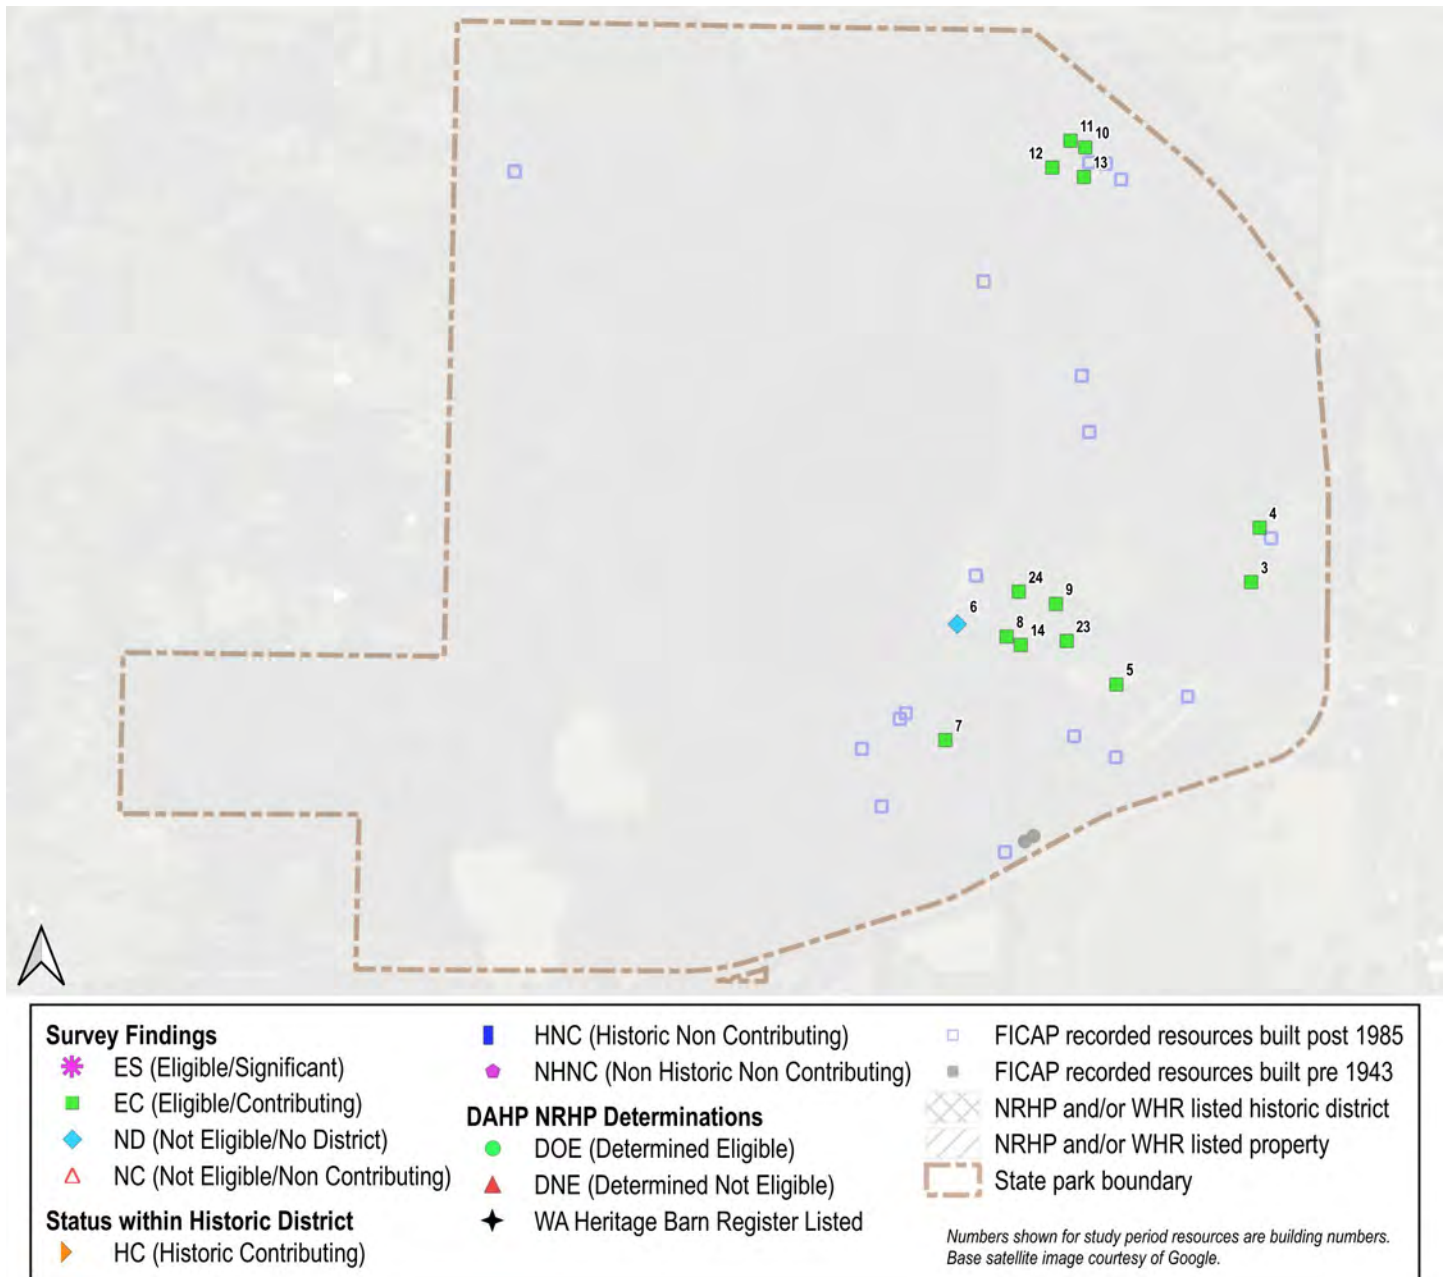 11
10
12
13
4
3
24
9
6
8
14
23
5
7
Survey Findings
ES (Eligible/Significant)
EC (Eligible/Contributing)
ND (Not Eligible/No District)
NC (Not Eligible/Non Contributing)
Status within Historic District
HC (Historic Contributing)
HNC (Historic Non Contributing)
NHNC (Non Historic Non Contributing)
DAHP NRHP Determinations
DOE (Determined Eligible)
DNE (Determined Not Eligible)
WA Heritage Barn Register Listed
FICAP recorded resources built post 1985
FICAP recorded resources built pre 1943
NRHP and/or WHR listed historic district
NRHP and/or WHR listed property
State park boundary
Numbers shown for study period resources are building numbers.
Base satellite image courtesy of Google.